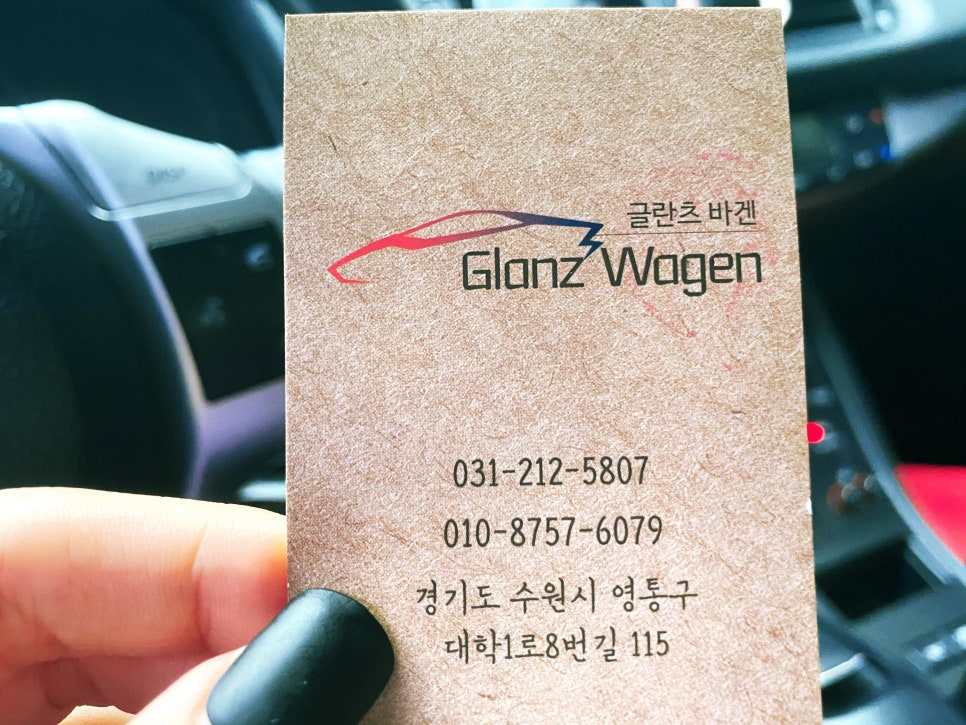 글란츠 바겐
Glanz Wagen
031-212-5807
010-8757-6079
경기도 수원시 영통구
대학1로8번길 115